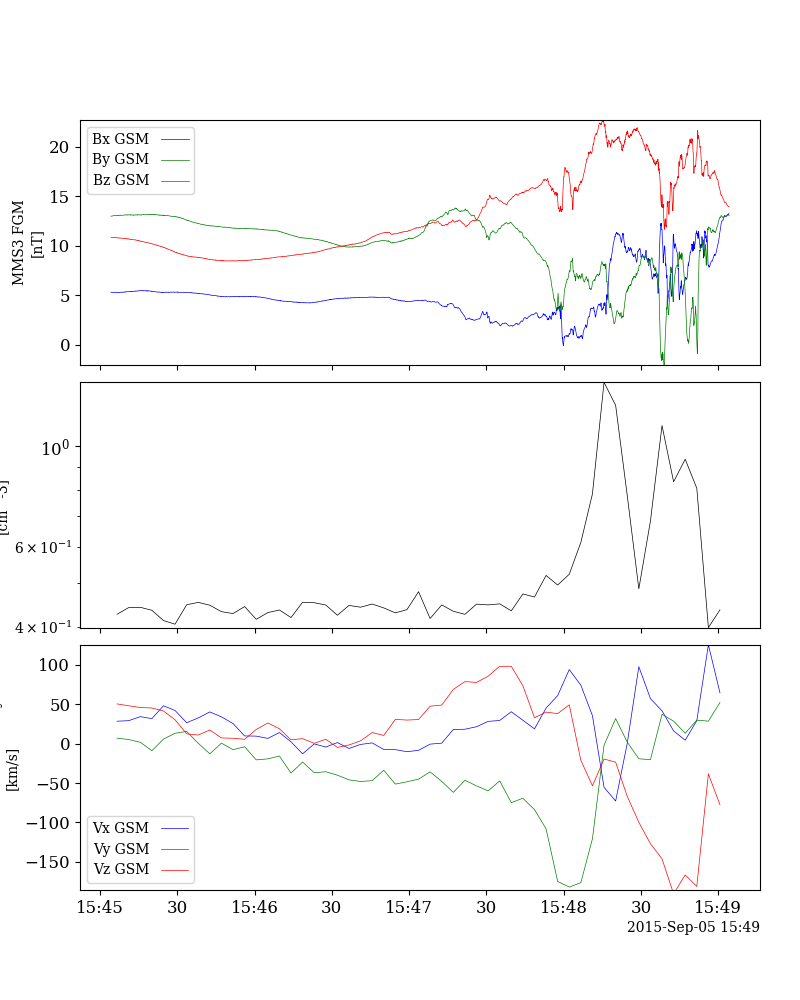 MMS3 FGM
[nT]
20
15
10
5
0
Bx GSM
By GSM
Bz GSM
10⁰
6 × 10⁻¹
4 × 10⁻¹
100
50
0
−50
−100
−150
[km/s]
Vx GSM
Vy GSM
Vz GSM
15:45 30 15:46 30 15:47 30 15:48 30 15:49
2015-Sep-05 15:49